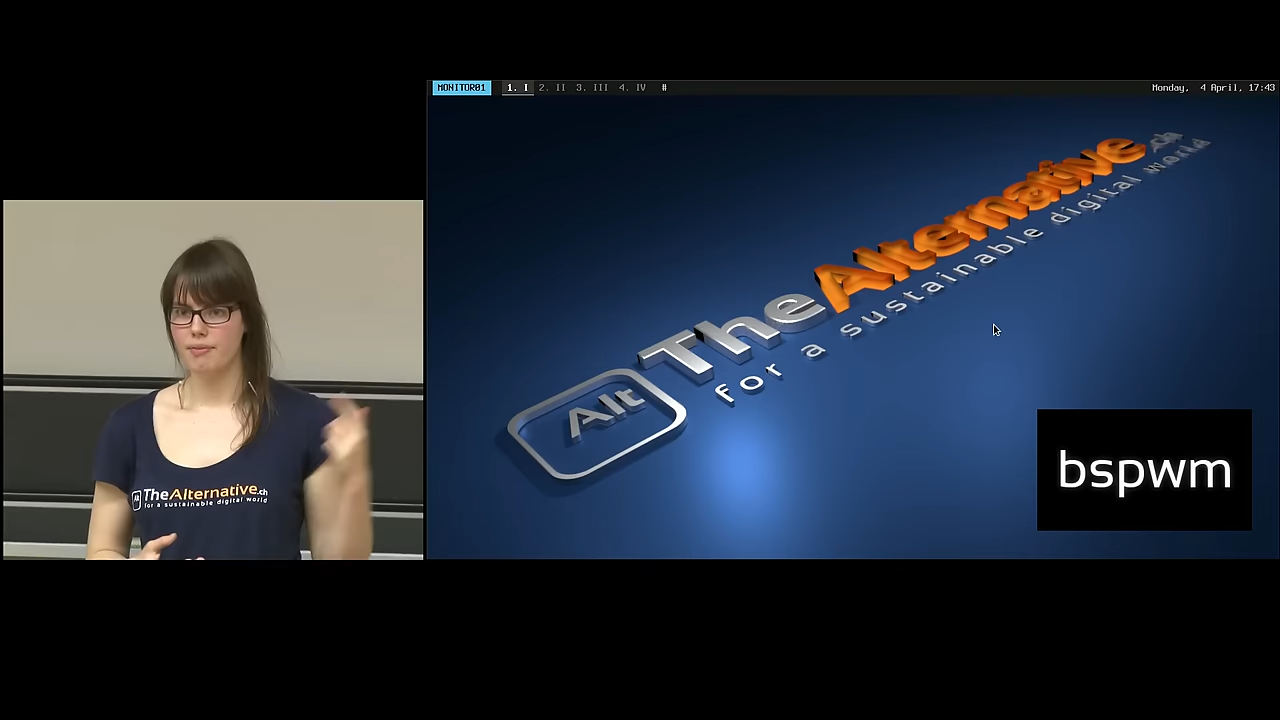 MONITOR01 1. I 2. II 3. III 4. IV # Monday, 4 April, 17:43
TheAlternative.ch
for a sustainable digital world
Alt
bspwm
Alt TheAlternative.ch
for a sustainable digital world